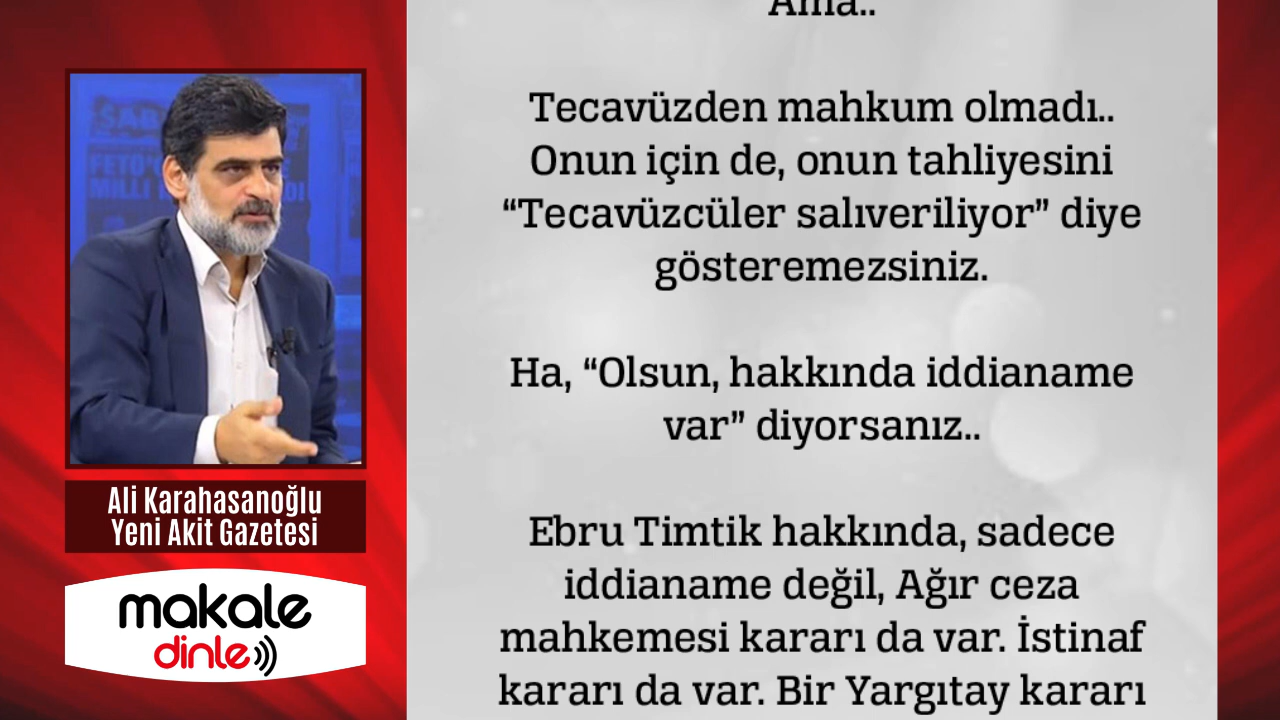 Ama..
Tecavüzden mahkum olmadı..
Onun için de, onun tahliyesini
“Tecavüzcüler salıveriliyor” diye
gösteremezsiniz.
Ha, “Olsun, hakkında iddianame
var” diyorsanız..
Ebru Timtik hakkında, sadece
iddianame değil, Ağır ceza
mahkemesi kararı da var. İstinaf
kararı da var. Bir Yargıtay kararı
Ali Karahasanoğlu
Yeni Akit Gazetesi
makale
dinle